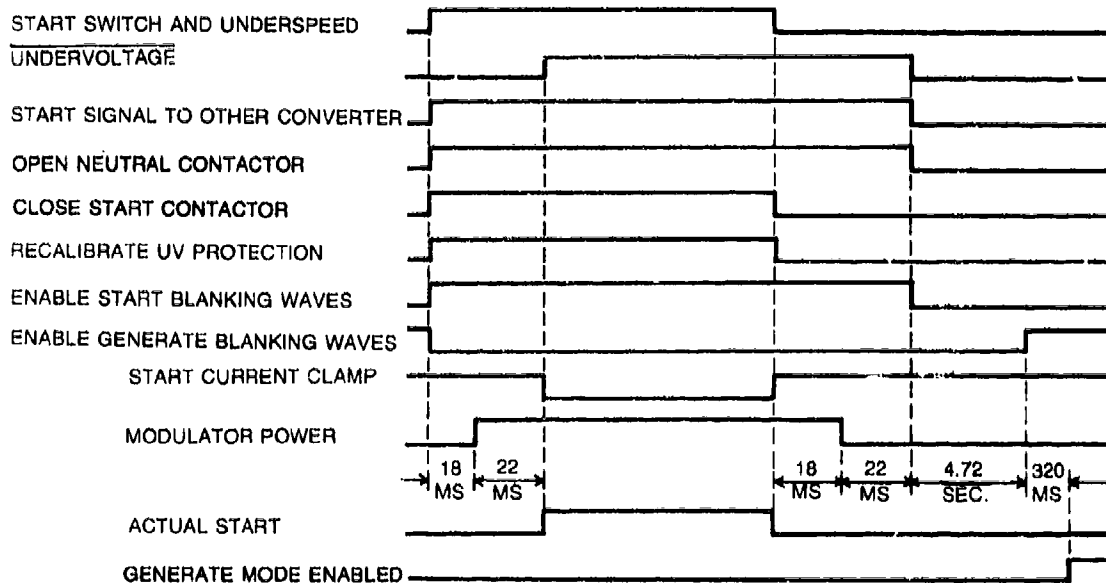 START SWITCH AND UNDERSPEED
UNDERVOLTAGE
START SIGNAL TO OTHER CONVERTER
OPEN NEUTRAL CONTACTOR
CLOSE START CONTACTOR
RECALIBRATE UV PROTECTION
ENABLE START BLANKING WAVES
ENABLE GENERATE BLANKING WAVES
START CURRENT CLAMP
MODULATOR POWER
18 MS
22 MS
18 MS
22 MS
4.72 SEC.
320 MS
ACTUAL START
GENERATE MODE ENABLED